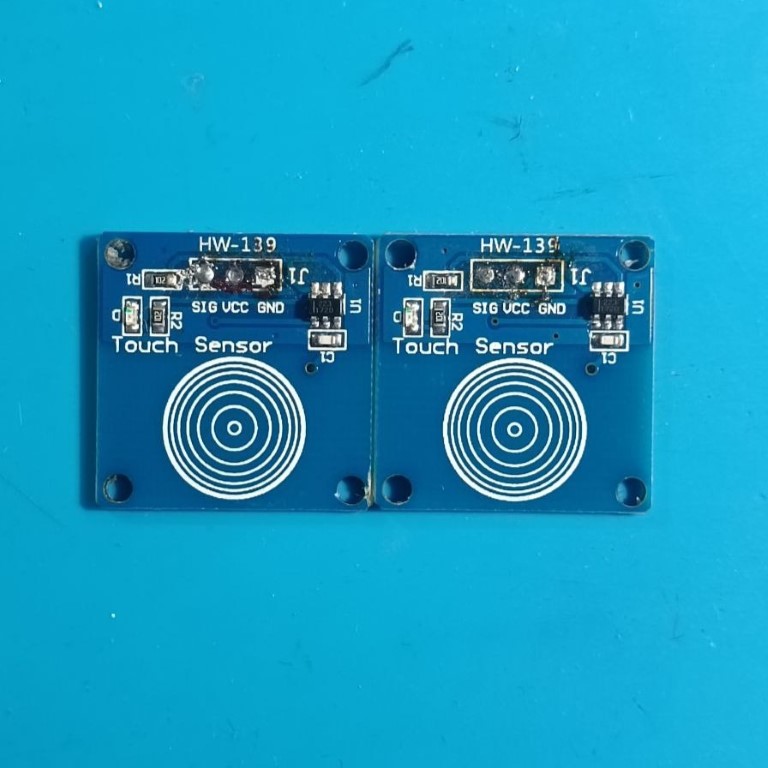 HW-139
R1
J1
SIG VCC GND
D
R2
U1
Touch Sensor
C1
HW-139
R1
J1
SIG VCC GND
D
R2
U1
Touch Sensor
C1